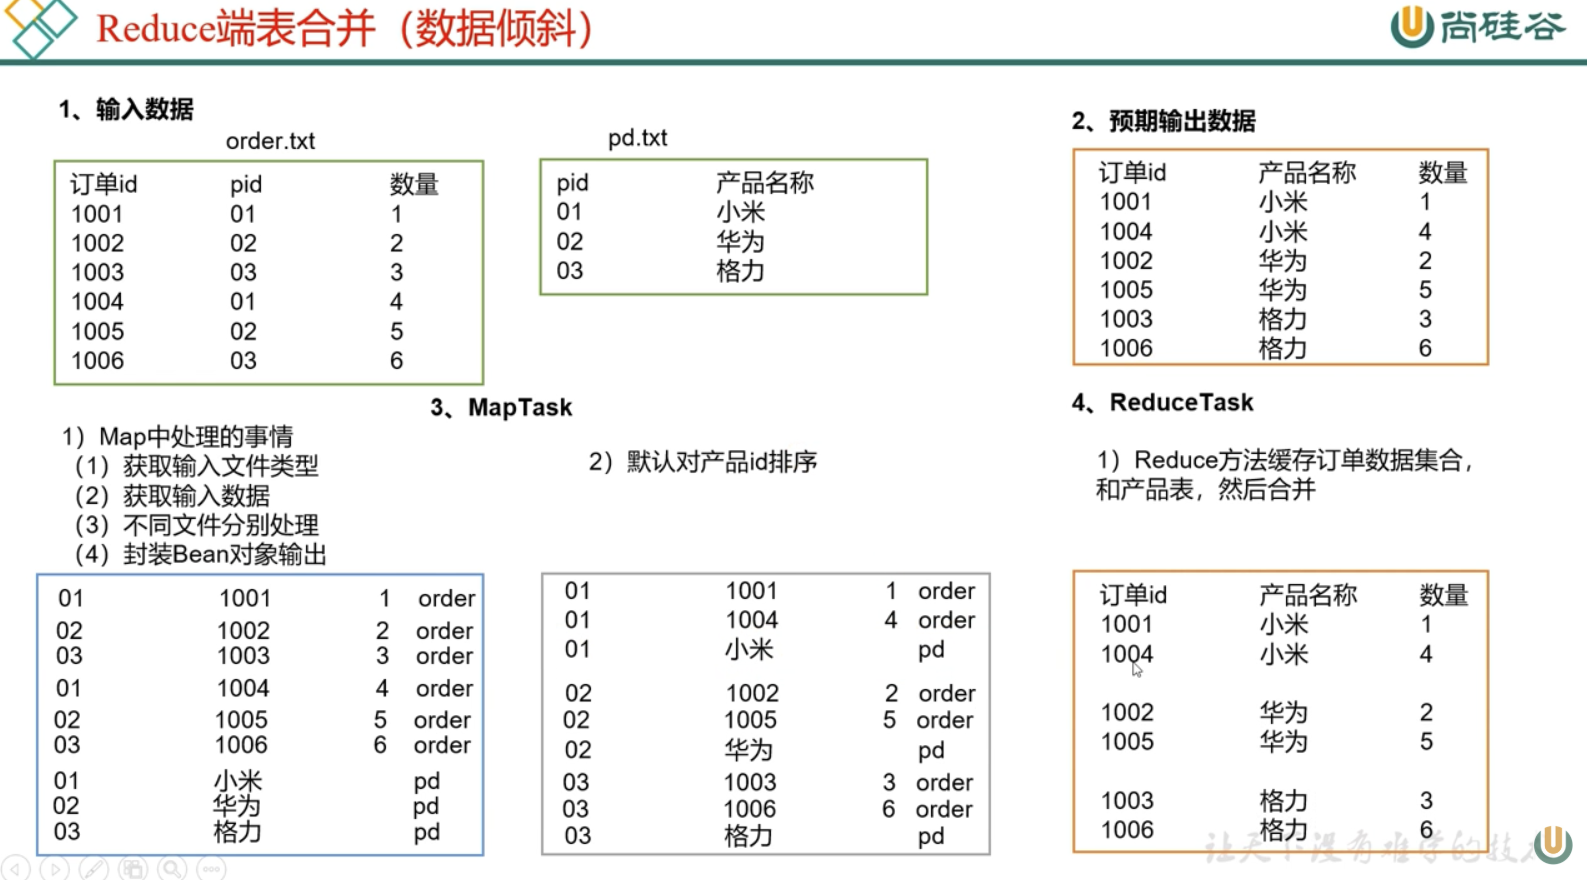 Reduce端表合并（数据倾斜）
尚硅谷
1、输入数据
order.txt
订单id pid 数量
1001 01 1
1002 02 2
1003 03 3
1004 01 4
1005 02 5
1006 03 6
pd.txt
pid 产品名称
01 小米
02 华为
03 格力
2、预期输出数据
订单id 产品名称 数量
1001 小米 1
1004 小米 4
1002 华为 2
1005 华为 5
1003 格力 3
1006 格力 6
3、MapTask
1）Map中处理的事情
（1）获取输入文件类型
（2）获取输入数据
（3）不同文件分别处理
（4）封装Bean对象输出
01 1001 1 order
02 1002 2 order
03 1003 3 order
01 1004 4 order
02 1005 5 order
03 1006 6 order
01 小米 pd
02 华为 pd
03 格力 pd
2）默认对产品id排序
01 1001 1 order
01 1004 4 order
01 小米 pd
02 1002 2 order
02 1005 5 order
02 华为 pd
03 1003 3 order
03 1006 6 order
03 格力 pd
4、ReduceTask
1）Reduce方法缓存订单数据集合，
和产品表，然后合并
订单id 产品名称 数量
1001 小米 1
1004 小米 4
1002 华为 2
1005 华为 5
1003 格力 3
1006 格力 6
让天下没有难学的技